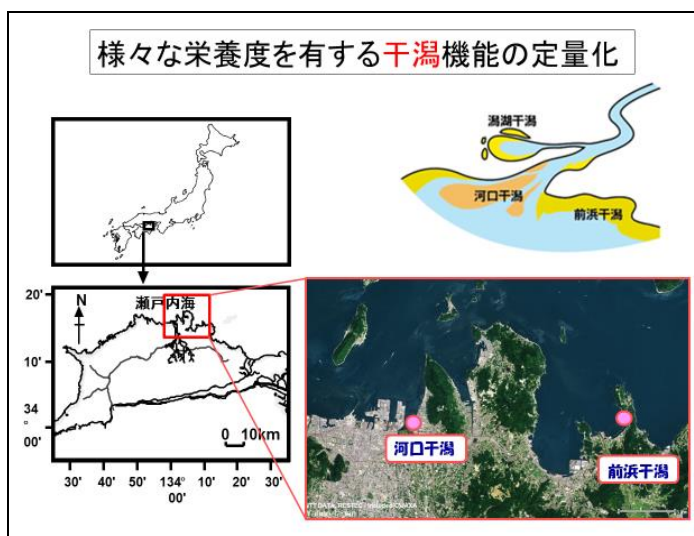 様々な栄養度を有する干潟機能の定量化
潟湖干潟
河口干潟
前浜干潟
20'
N
瀬戸内海
10'
34
°
00'
0 10km
30' 40' 50' 134° 10' 20' 30'
00'
河口干潟
前浜干潟